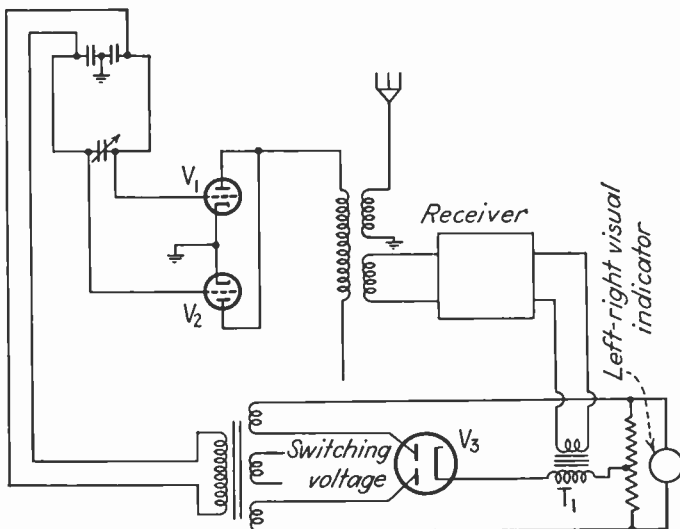 V1
V2
Receiver
Left-right visual
indicator
Switching
voltage
V3
T1